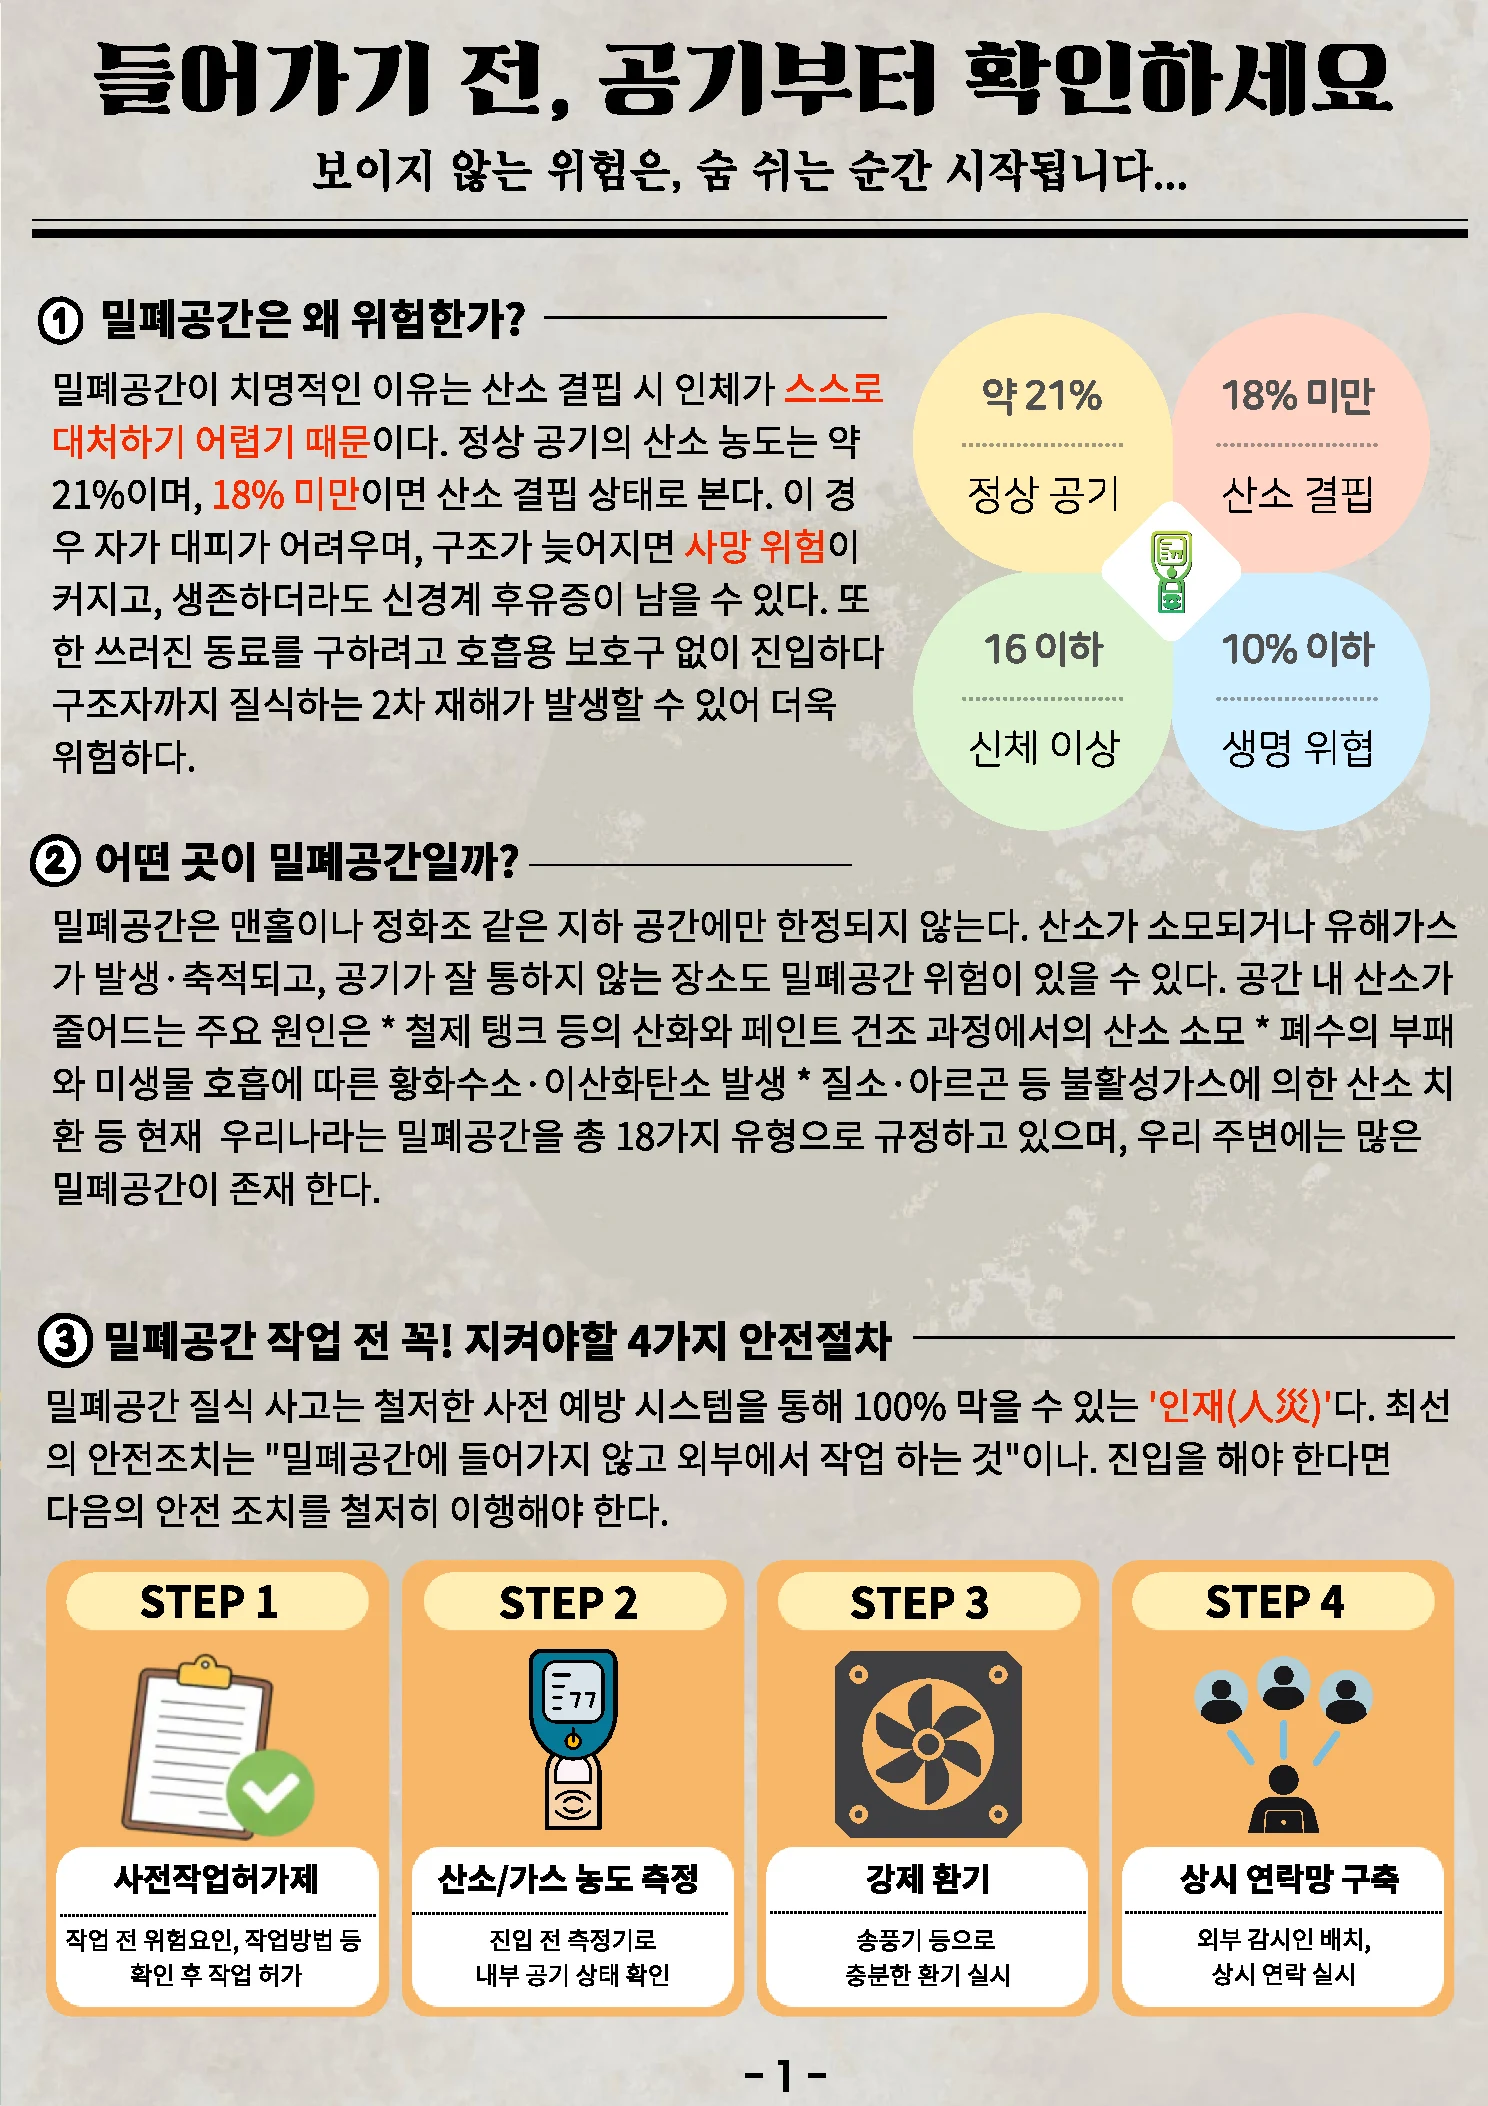 들어가기 전, 공기부터 확인하세요
보이지 않는 위험은, 숨 쉬는 순간 시작됩니다...
1 밀폐공간은 왜 위험한가?
밀폐공간이 치명적인 이유는 산소 결핍 시 인체가 스스로
대처하기 어렵기 때문이다. 정상 공기의 산소 농도는 약
21%이며, 18% 미만이면 산소 결핍 상태로 본다. 이 경
우 자가 대피가 어려우며, 구조가 늦어지면 사망 위험이
커지고, 생존하더라도 신경계 후유증이 남을 수 있다. 또
한 쓰러진 동료를 구하려고 호흡용 보호구 없이 진입하다
구조자까지 질식하는 2차 재해가 발생할 수 있어 더욱
위험하다.
약 21%
정상 공기
18% 미만
산소 결핍
16 이하
신체 이상
10% 이하
생명 위협
2 어떤 곳이 밀폐공간일까?
밀폐공간은 맨홀이나 정화조 같은 지하 공간에만 한정되지 않는다. 산소가 소모되거나 유해가스
가 발생·축적되고, 공기가 잘 통하지 않는 장소도 밀폐공간 위험이 있을 수 있다. 공간 내 산소가
줄어드는 주요 원인은 * 철제 탱크 등의 산화와 페인트 건조 과정에서의 산소 소모 * 폐수의 부패
와 미생물 호흡에 따른 황화수소·이산화탄소 발생 * 질소·아르곤 등 불활성가스에 의한 산소 치
환 등 현재 우리나라는 밀폐공간을 총 18가지 유형으로 규정하고 있으며, 우리 주변에는 많은
밀폐공간이 존재 한다.
3 밀폐공간 작업 전 꼭! 지켜야할 4가지 안전절차
밀폐공간 질식 사고는 철저한 사전 예방 시스템을 통해 100% 막을 수 있는 '인재(人災)'다. 최선
의 안전조치는 "밀폐공간에 들어가지 않고 외부에서 작업 하는 것"이나. 진입을 해야 한다면
다음의 안전 조치를 철저히 이행해야 한다.
STEP 1
사전작업허가제
작업 전 위험요인, 작업방법 등
확인 후 작업 허가
STEP 2
77
산소/가스 농도 측정
진입 전 측정기로
내부 공기 상태 확인
STEP 3
강제 환기
송풍기 등으로
충분한 환기 실시
STEP 4
상시 연락망 구축
외부 감시인 배치,
상시 연락 실시
- 1 -